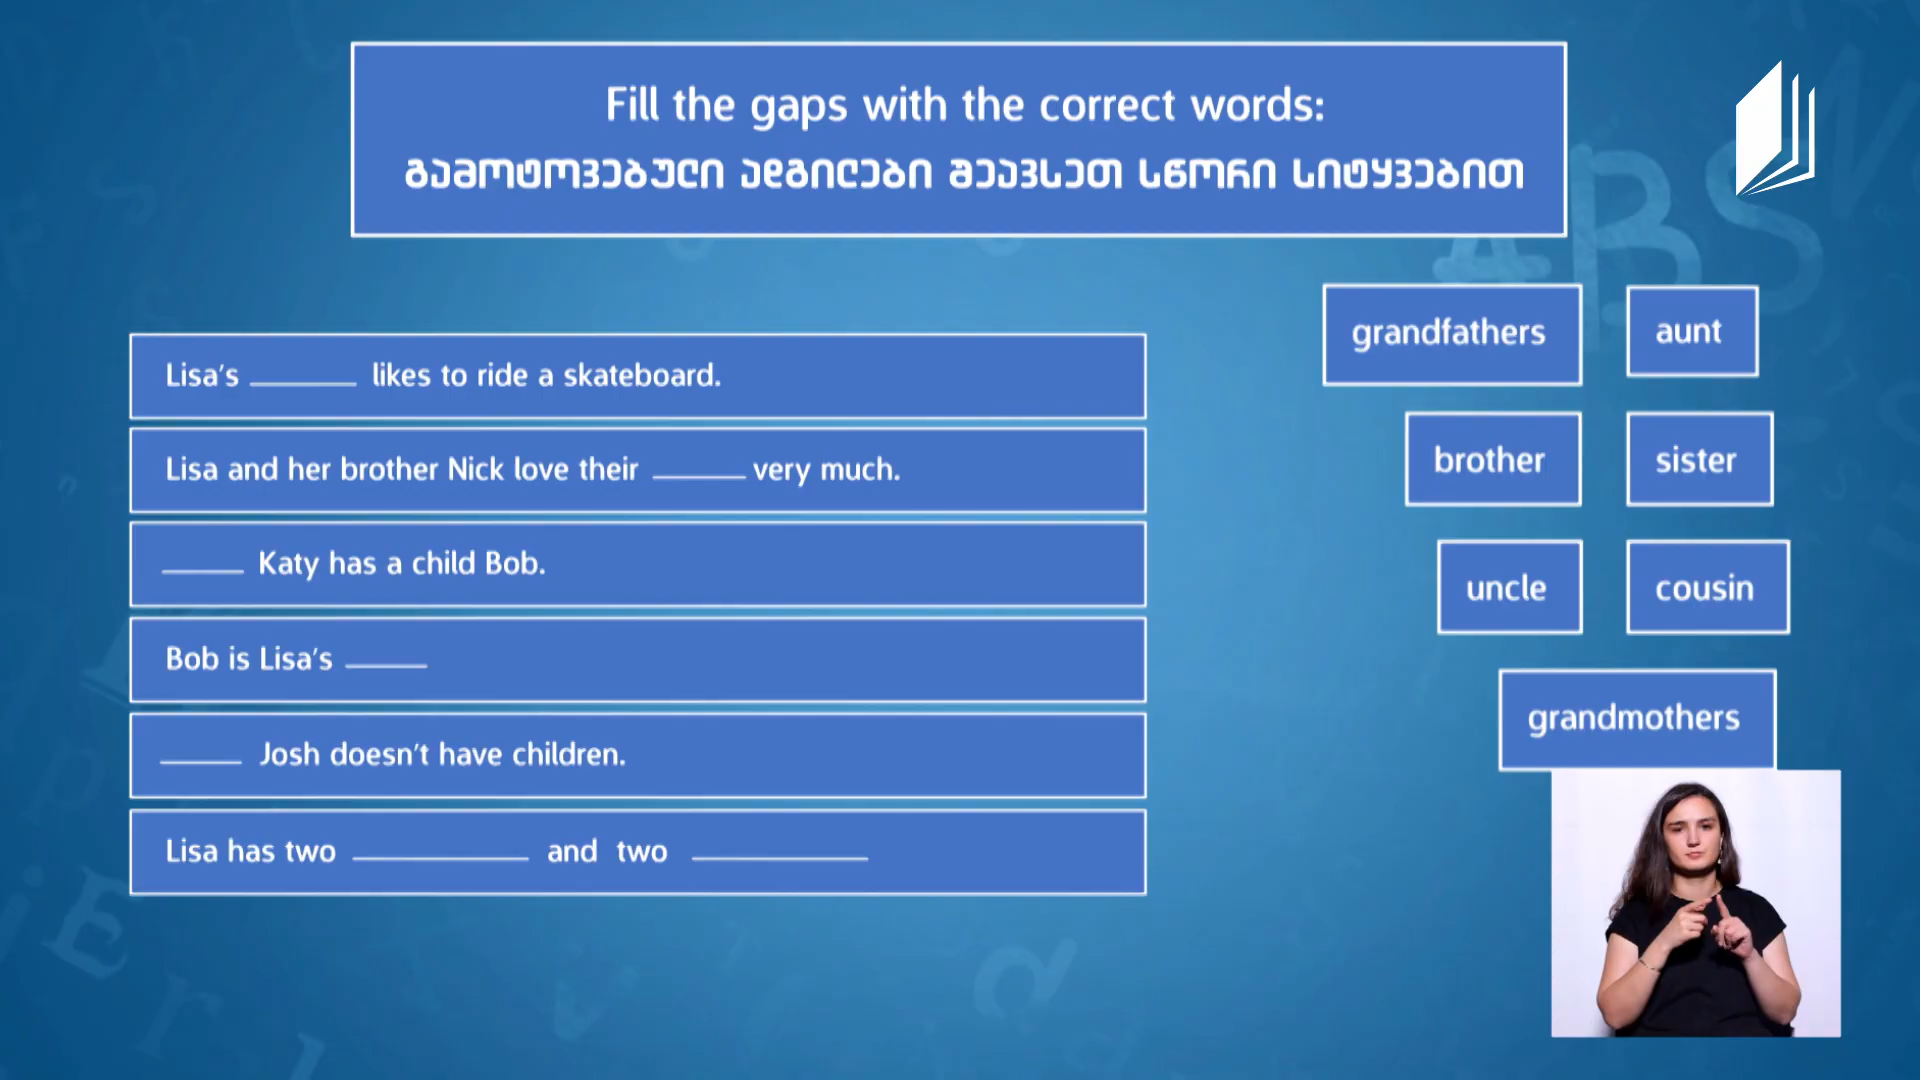 Fill the gaps with the correct words:
გამოტოვებული ადგილები შეავსეთ სწორი სიტყვებით
grandfathers
aunt
Lisa's ______ likes to ride a skateboard.
brother
sister
Lisa and her brother Nick love their ______ very much.
______ Katy has a child Bob.
uncle
cousin
Bob is Lisa's ______
grandmothers
______ Josh doesn't have children.
Lisa has two ______ and two ______